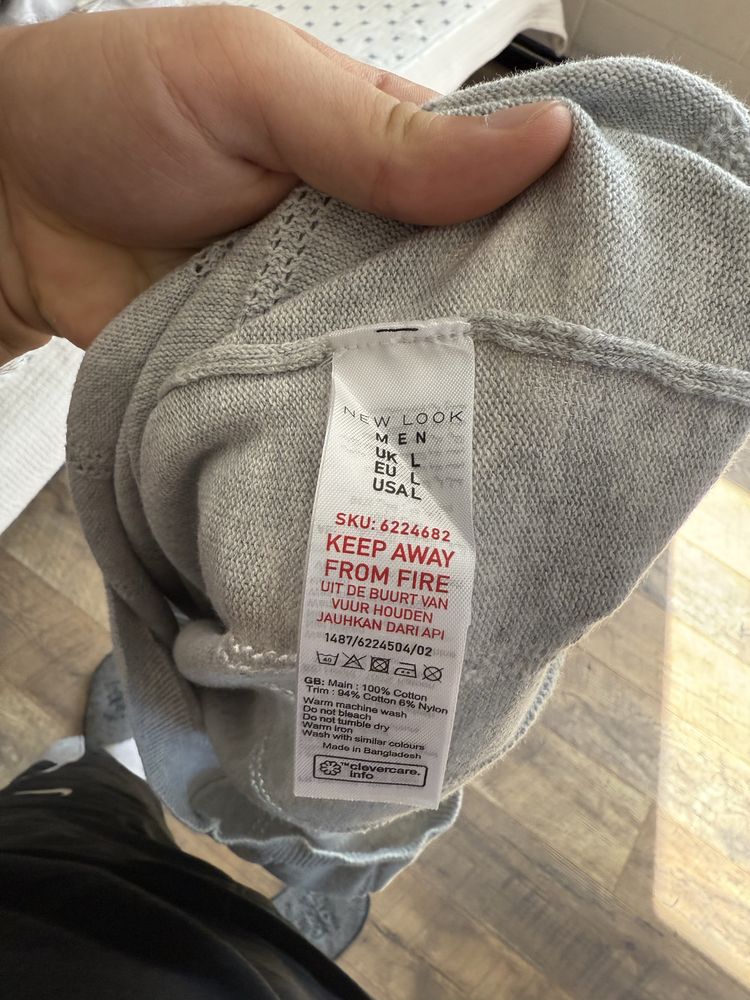 NEW LOOK
MEN
UK L
EU L
USA L
SKU: 6224682
KEEP AWAY
FROM FIRE
UIT DE BUURT VAN
VUUR HOUDEN
JAUHKAN DARI API
1487/6224504/02
40
GB: Main : 100% Cotton
Trim : 94% Cotton 6% Nylon
Warm machine wash
Do not bleach
Do not tumble dry
Warm Iron
Wash with similar colours
Made in Bangladesh
™clevercare.
info